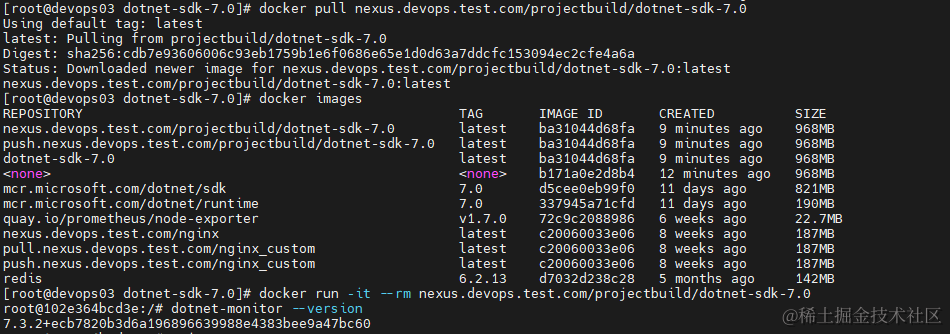 [root@devops03 dotnet-sdk-7.0]# docker pull nexus.devops.test.com/projectbuild/dotnet-sdk-7.0
Using default tag: latest
latest: Pulling from projectbuild/dotnet-sdk-7.0
Digest: sha256:cdb7e93606006c93eb1759b1e6f0686e65e1d0d63a7ddcfc153094ec2cfe4a6a
Status: Downloaded newer image for nexus.devops.test.com/projectbuild/dotnet-sdk-7.0:latest
nexus.devops.test.com/projectbuild/dotnet-sdk-7.0:latest
[root@devops03 dotnet-sdk-7.0]# docker images
REPOSITORY TAG IMAGE ID CREATED SIZE
nexus.devops.test.com/projectbuild/dotnet-sdk-7.0 latest ba31044d68fa 9 minutes ago 968MB
push.nexus.devops.test.com/projectbuild/dotnet-sdk-7.0 latest ba31044d68fa 9 minutes ago 968MB
dotnet-sdk-7.0 latest ba31044d68fa 9 minutes ago 968MB
<none> <none> b171a0e2d8b4 12 minutes ago 968MB
mcr.microsoft.com/dotnet/sdk 7.0 d5cee0eb99f0 11 days ago 821MB
mcr.microsoft.com/dotnet/runtime 7.0 337945a71cfd 11 days ago 190MB
quay.io/prometheus/node-exporter v1.7.0 72c9c2088986 6 weeks ago 22.7MB
nexus.devops.test.com/nginx latest c20060033e06 8 weeks ago 187MB
pull.nexus.devops.test.com/nginx_custom latest c20060033e06 8 weeks ago 187MB
push.nexus.devops.test.com/nginx_custom latest c20060033e06 8 weeks ago 187MB
redis 6.2.13 d7032d238c28 5 months ago 142MB
[root@devops03 dotnet-sdk-7.0]# docker run -it --rm nexus.devops.test.com/projectbuild/dotnet-sdk-7.0
root@102e364bcd3e:/# dotnet-monitor --version
7.3.2+ecb7820b3d6a196896639988e4383bee9a47bc60
@稀土掘金技术社区